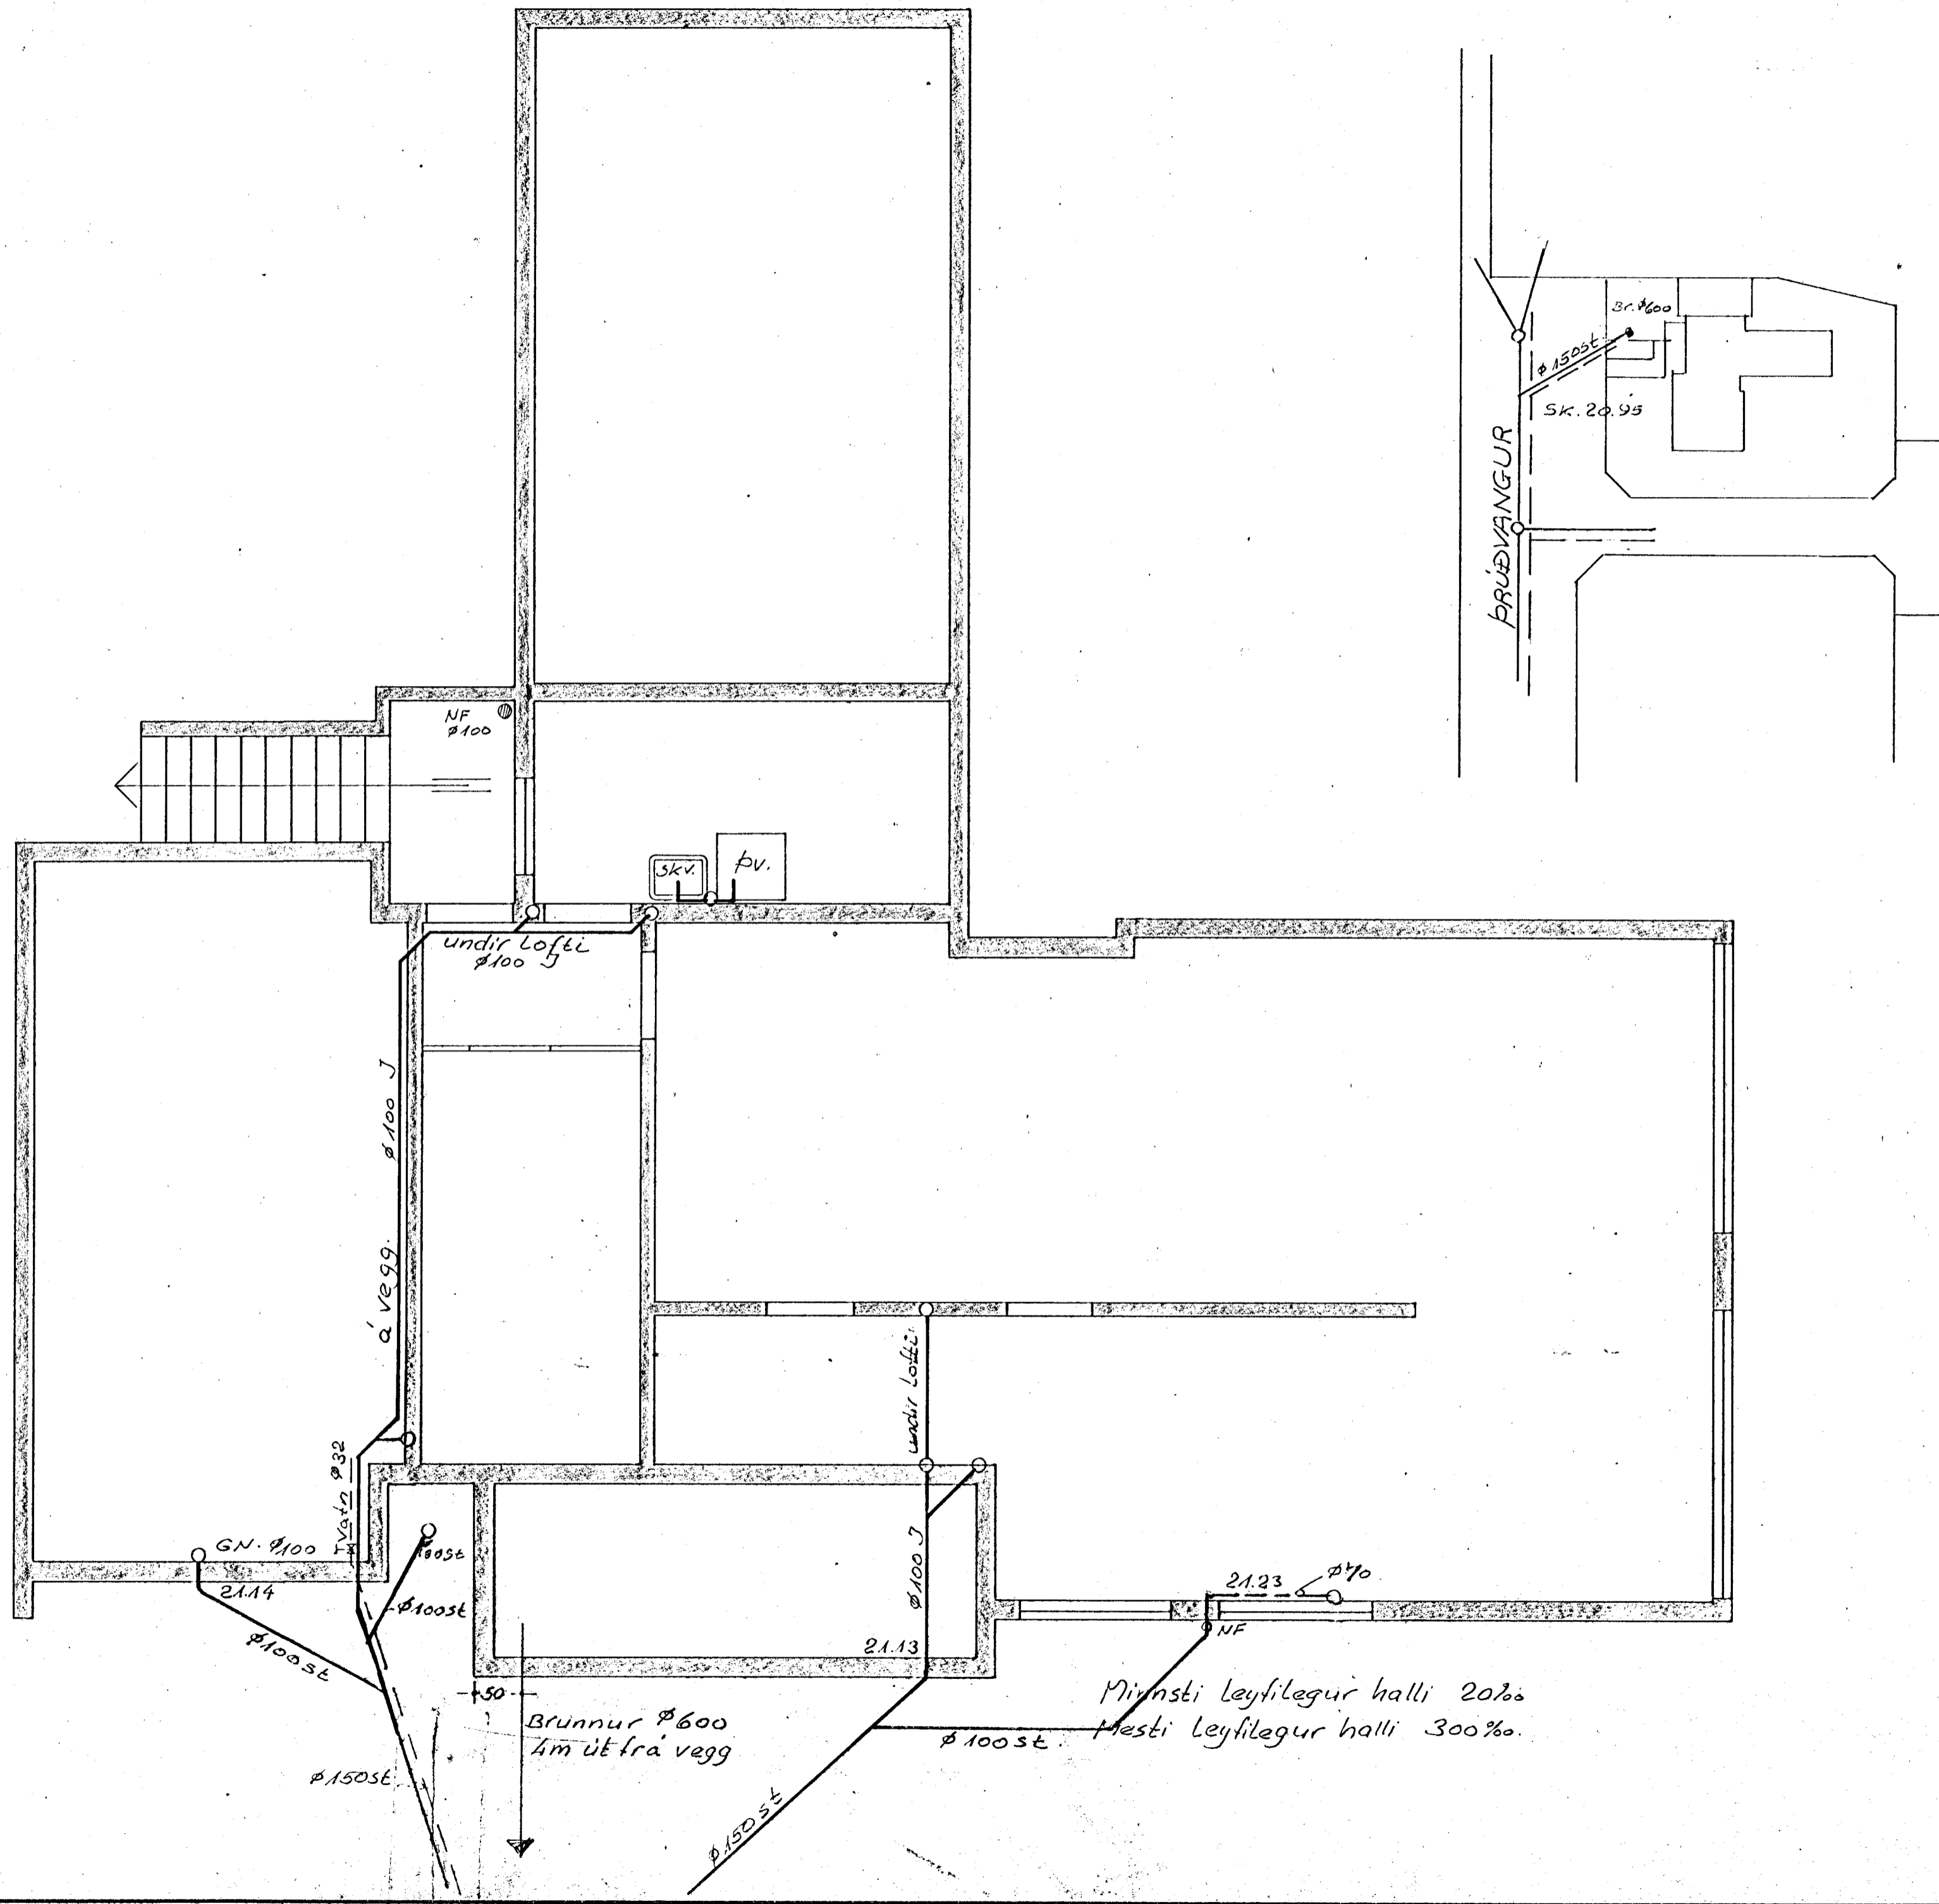 Br. ø600
ø 150st.
Sk. 20.95
ÞRÚÐVANGUR
NF
ø100
skv.
þv.
undir lofti
ø100 J
ø100 J
á vegg.
undir lofti
Vatn ø32
GN. ø100
21.14
100st
ø100st
ø100st
ø100 J
21.13
21.23
ø70
NF
50
Brunnur ø600
4m út frá vegg
Minnsti leyfilegur halli 20‰
Mesti leyfilegur halli 300‰.
ø100st.
ø150st.
ø150st